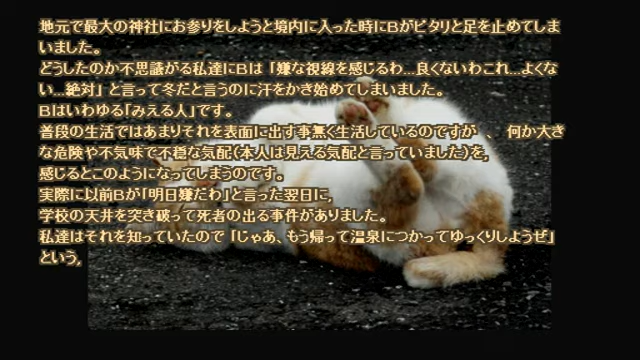 地元で最大の神社にお参りをしようと境内に入った時にBがピタリと足を止めてしま
いました。
どうしたのか不思議がる私達にBは 「嫌な視線を感じるわ…良くないわこれ…よくな
い…絶対」 と言って冬だと言うのに汗をかき始めてしまいました。
Bはいわゆる「みえる人」です。
普段の生活ではあまりそれを表面に出す事無く生活しているのですが 、 何か大き
な危険や不気味で不穏な気配(本人は見える気配と言っていました)を,
感じるとこのようになってしまうのです。
実際に以前Bが「明日嫌だわ」と言った翌日に,
学校の天井を突き破って死者の出る事件がありました。
私達はそれを知っていたので 「じゃあ、もう帰って温泉につかってゆっくりしようぜ」
という,